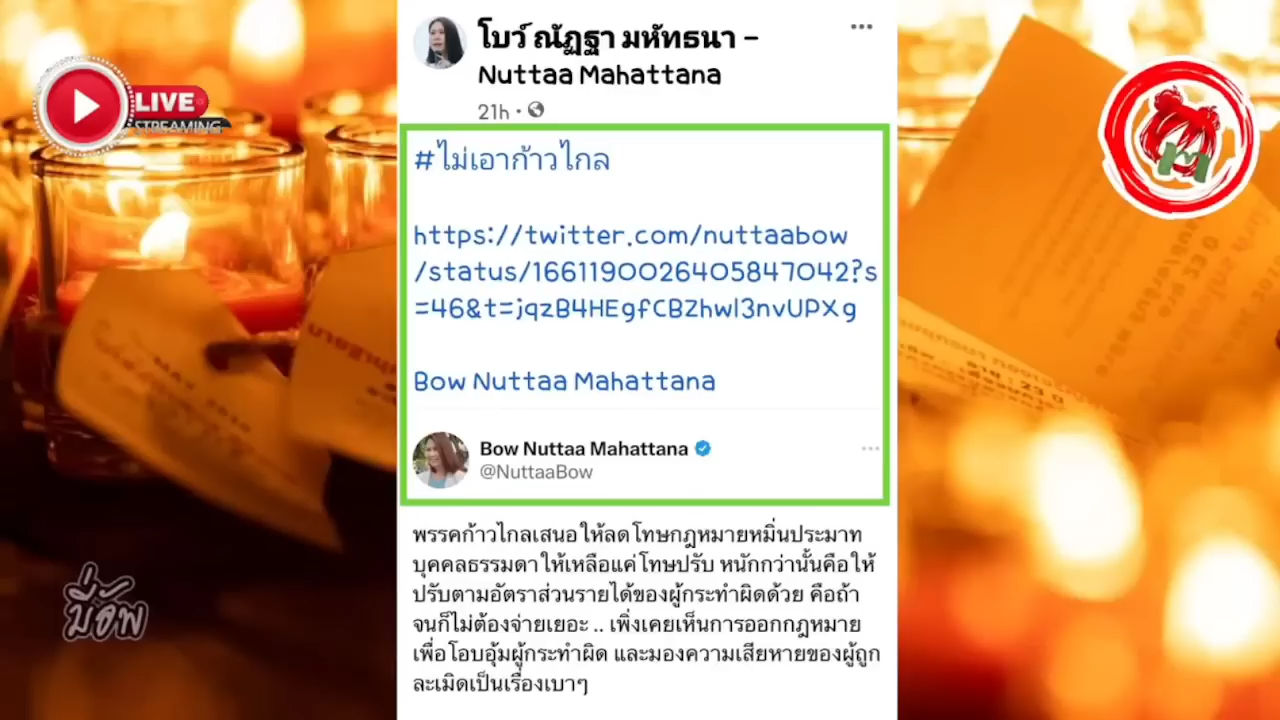 LIVE
STREAMING
มี่อัพ
โบว์ ณัฏฐา มหัทธนา -
Nuttaa Mahattana
21h
#ไม่เอาก้าวไกล
https://twitter.com/nuttaabow
/status/1661190026405847042?s
=46&t=jqzB4HEgfCBZhwl3nvUPXg
Bow Nuttaa Mahattana
Bow Nuttaa Mahattana
@NuttaaBow
พรรคก้าวไกลเสนอให้ลดโทษกฎหมายหมิ่นประมาท
บุคคลธรรมดาให้เหลือแค่โทษปรับ หนักกว่านั้นคือให้
ปรับตามอัตราส่วนรายได้ของผู้กระทำผิดด้วย คือถ้า
จนก็ไม่ต้องจ่ายเยอะ .. เพิ่งเคยเห็นการออกกฎหมาย
เพื่อโอบอุ้มผู้กระทำผิด และมองความเสียหายของผู้ถูก
ละเมิดเป็นเรื่องเบาๆ
M